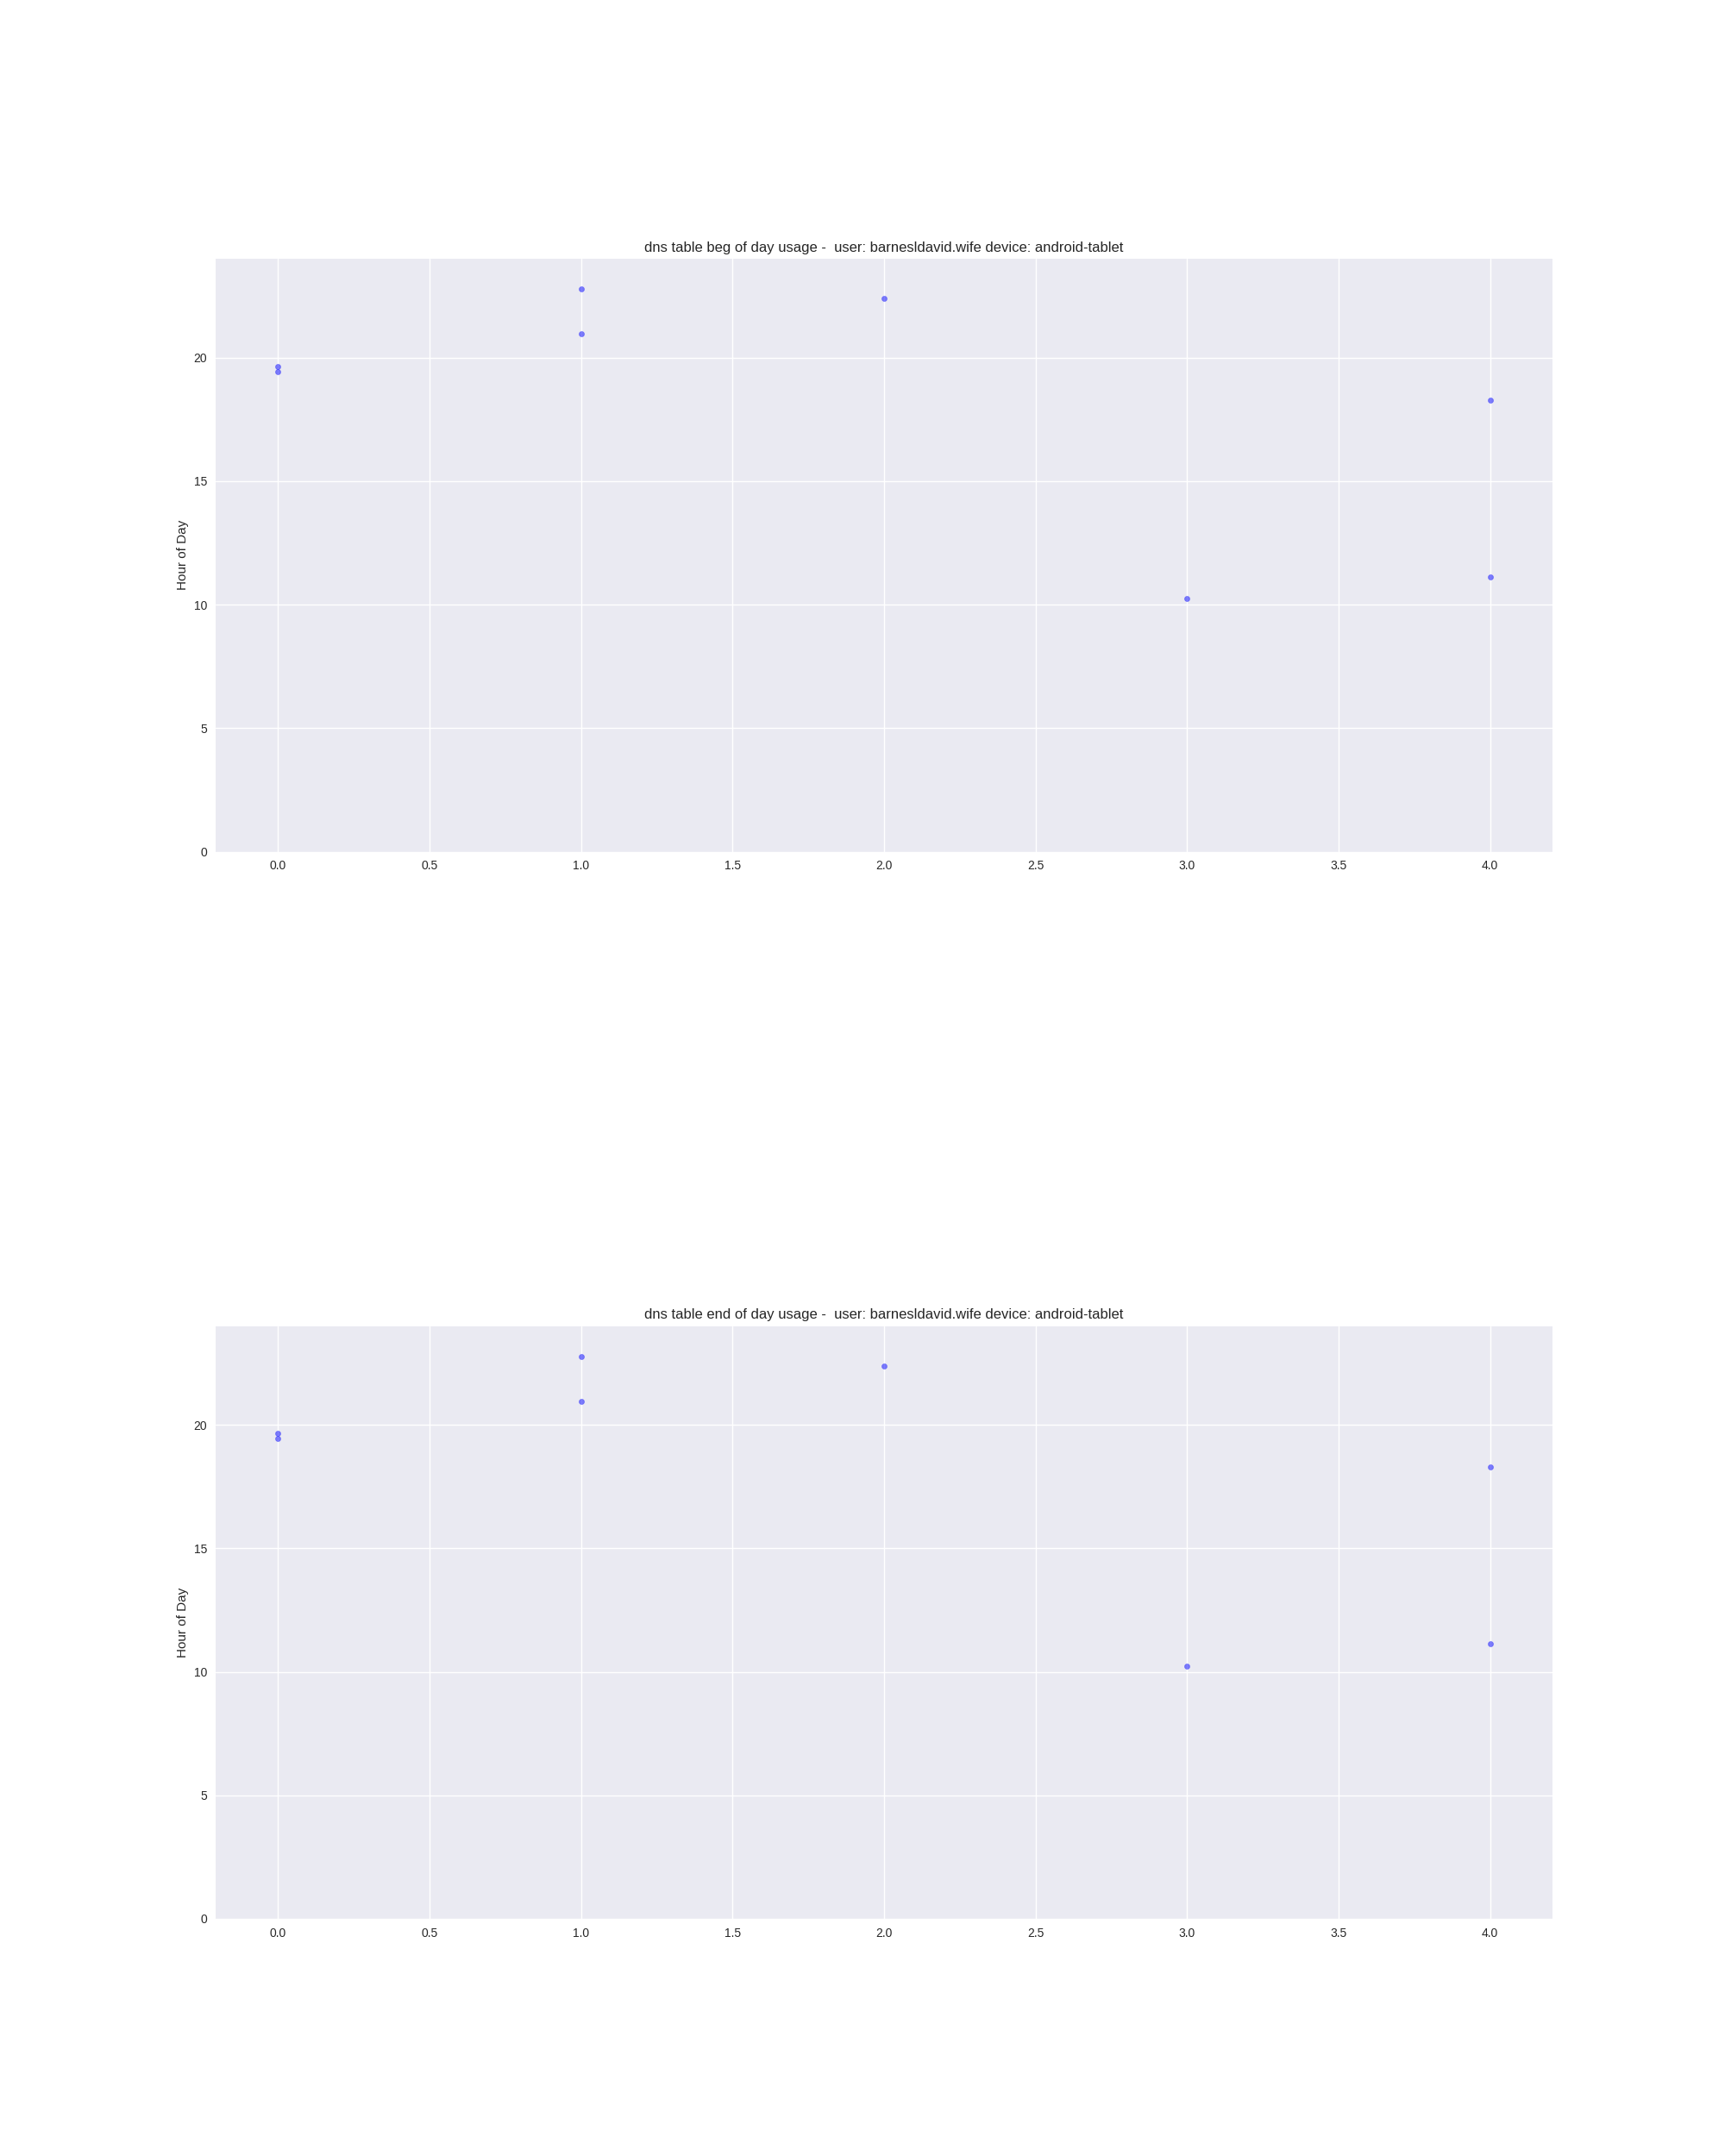 dns table beg of day usage -  user: barnesldavid.wife device: android-tablet
20
15
10
5
0
Hour of Day
0.0 0.5 1.0 1.5 2.0 2.5 3.0 3.5 4.0
dns table end of day usage -  user: barnesldavid.wife device: android-tablet
20
15
10
5
0
Hour of Day
0.0 0.5 1.0 1.5 2.0 2.5 3.0 3.5 4.0